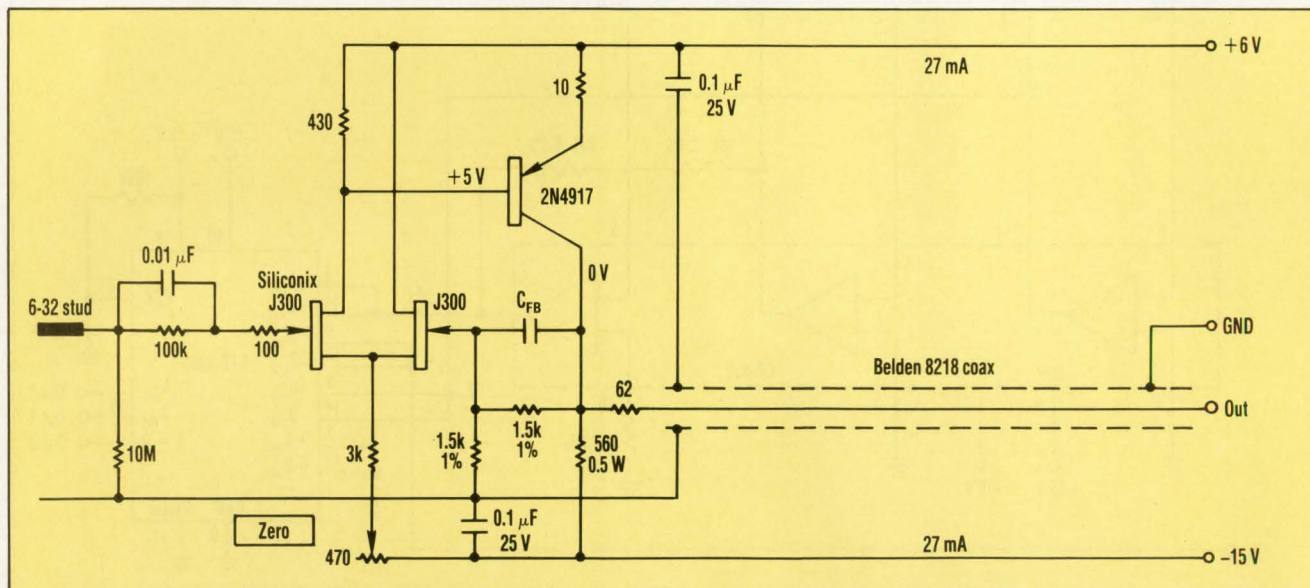 +6 V
27 mA
10
0.1 µF
25 V
430
+5 V
2N4917
0.01 µF
Siliconix
J300
J300
0 V
C_FB
6-32 stud
100k
100
GND
Belden 8218 coax
62
Out
10M
3k
1.5k
1%
1.5k
1%
560
0.5 W
Zero
0.1 µF
25 V
470
27 mA
–15 V